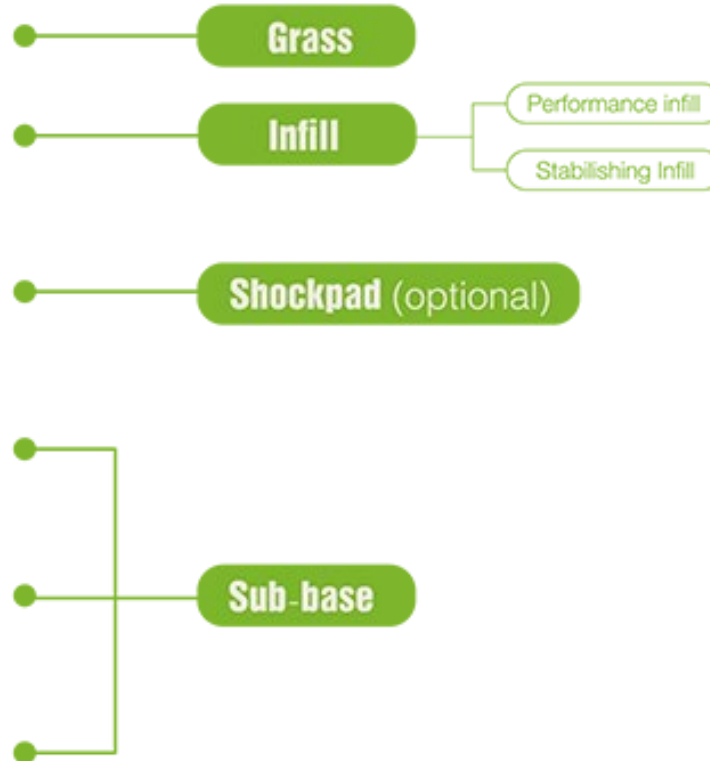 Grass
Infill
Performance infill
Stabilishing Infill
Shockpad (optional)
Sub-base